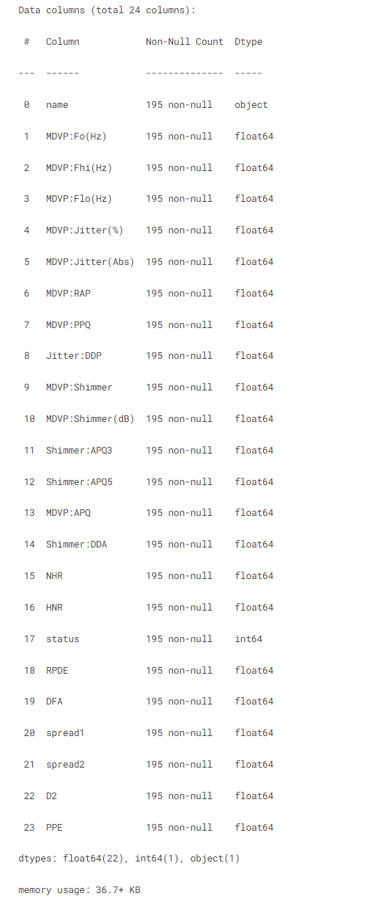 Data columns (total 24 columns):
#   Column            Non-Null Count  Dtype
---  ------            --------------  -----
0   name              195 non-null    object
1   MDVP:Fo(Hz)       195 non-null    float64
2   MDVP:Fhi(Hz)      195 non-null    float64
3   MDVP:Flo(Hz)      195 non-null    float64
4   MDVP:Jitter(%)    195 non-null    float64
5   MDVP:Jitter(Abs)  195 non-null    float64
6   MDVP:RAP          195 non-null    float64
7   MDVP:PPQ          195 non-null    float64
8   Jitter:DDP        195 non-null    float64
9   MDVP:Shimmer      195 non-null    float64
10  MDVP:Shimmer(dB)  195 non-null    float64
11  Shimmer:APQ3      195 non-null    float64
12  Shimmer:APQ5      195 non-null    float64
13  MDVP:APQ          195 non-null    float64
14  Shimmer:DDA       195 non-null    float64
15  NHR               195 non-null    float64
16  HNR               195 non-null    float64
17  status            195 non-null    int64
18  RPDE              195 non-null    float64
19  DFA               195 non-null    float64
20  spread1           195 non-null    float64
21  spread2           195 non-null    float64
22  D2                195 non-null    float64
23  PPE               195 non-null    float64
dtypes: float64(22), int64(1), object(1)
memory usage: 36.7+ KB